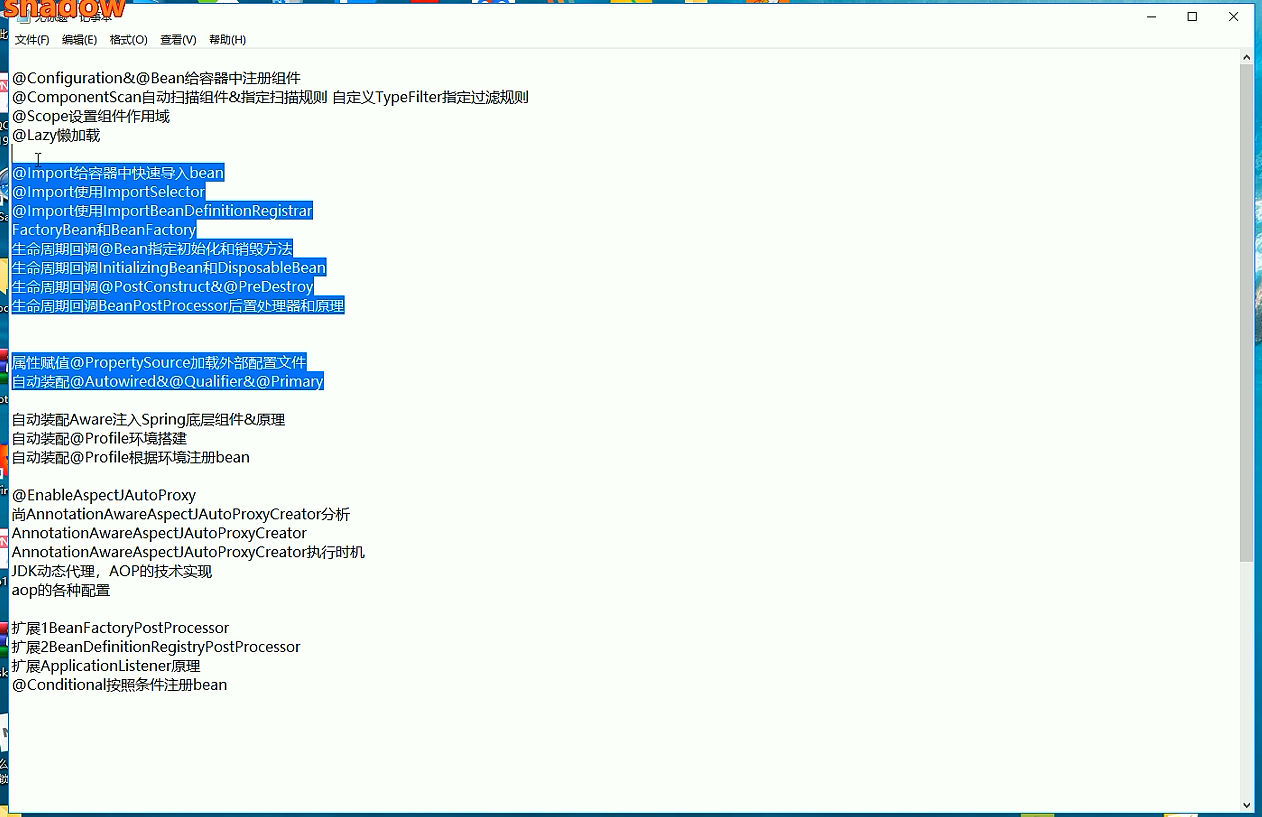 shadow
无标题 - 记事本
文件(F) 编辑(E) 格式(O) 查看(V) 帮助(H)
@Configuration&@Bean给容器中注册组件
@ComponentScan自动扫描组件&指定扫描规则 自定义TypeFilter指定过滤规则
@Scope设置组件作用域
@Lazy懒加载
@Import给容器中快速导入bean
@Import使用ImportSelector
@Import使用ImportBeanDefinitionRegistrar
FactoryBean和BeanFactory
生命周期回调@Bean指定初始化和销毁方法
生命周期回调InitializingBean和DisposableBean
生命周期回调@PostConstruct&@PreDestroy
生命周期回调BeanPostProcessor后置处理器和原理
属性赋值@PropertySource加载外部配置文件
自动装配@Autowired&@Qualifier&@Primary
自动装配Aware注入Spring底层组件&原理
自动装配@Profile环境搭建
自动装配@Profile根据环境注册bean
@EnableAspectJAutoProxy
尚AnnotationAwareAspectJAutoProxyCreator分析
AnnotationAwareAspectJAutoProxyCreator
AnnotationAwareAspectJAutoProxyCreator执行时机
JDK动态代理，AOP的技术实现
aop的各种配置
扩展1BeanFactoryPostProcessor
扩展2BeanDefinitionRegistryPostProcessor
扩展ApplicationListener原理
@Conditional按照条件注册bean